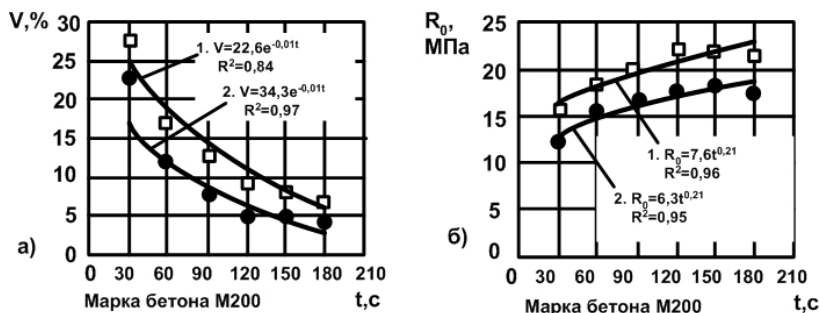 V,%
30
25
20
15
10
5
0
1. V=22,6e^-0,01t
R²=0,84
2. V=34,3e^-0,01t
R²=0,97
а)
0 30 60 90 120 150 180 210
Марка бетона М200 t,с
R₀,
МПа
25
20
15
10
5
0
1. R₀=7,6t^0,21
R²=0,96
2. R₀=6,3t^0,21
R²=0,95
б)
0 30 60 90 120 150 180 210
Марка бетона М200 t,с